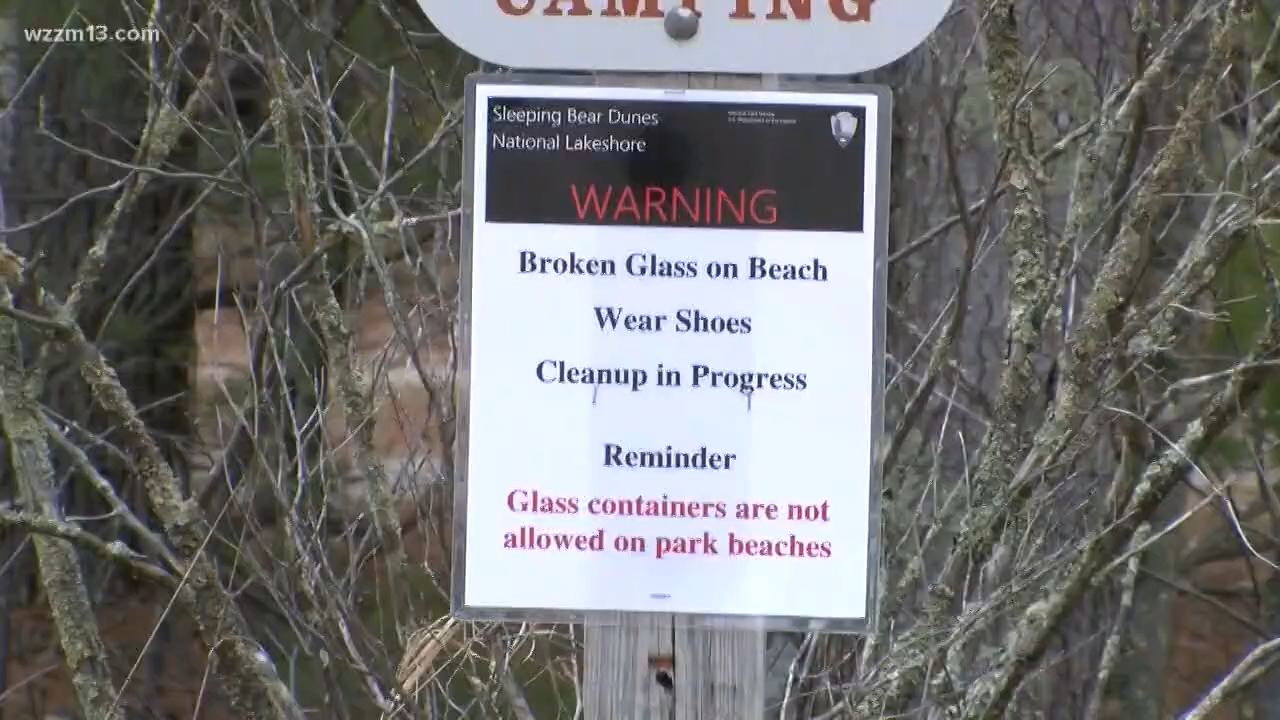 wzzm13.com
CAMPING
Sleeping Bear Dunes
National Lakeshore
WARNING
Broken Glass on Beach
Wear Shoes
Cleanup in Progress
Reminder
Glass containers are not
allowed on park beaches